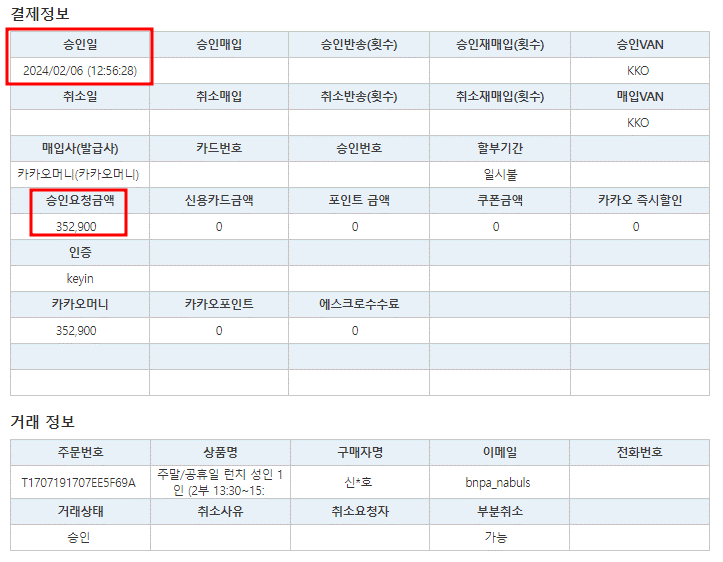 결제정보
승인일 승인매입 승인반송(횟수) 승인재매입(횟수) 승인VAN
2024/02/06 (12:56:28) KKO
취소일 취소매입 취소반송(횟수) 취소재매입(횟수) 매입VAN
KKO
매입사(발급사) 카드번호 승인번호 할부기간
카카오머니(카카오머니) 일시불
승인요청금액 신용카드금액 포인트 금액 쿠폰금액 카카오 즉시할인
352,900 0 0 0 0
인증
keyin
카카오머니 카카오포인트 에스크로수수료
352,900 0 0
거래 정보
주문번호 상품명 구매자명 이메일 전화번호
T1707191707EE5F69A 주말/공휴일 런치 성인 1
인 (2부 13:30~15: 신*호 bnpa_nabuls
거래상태 취소사유 취소요청자 부분취소
승인 가능